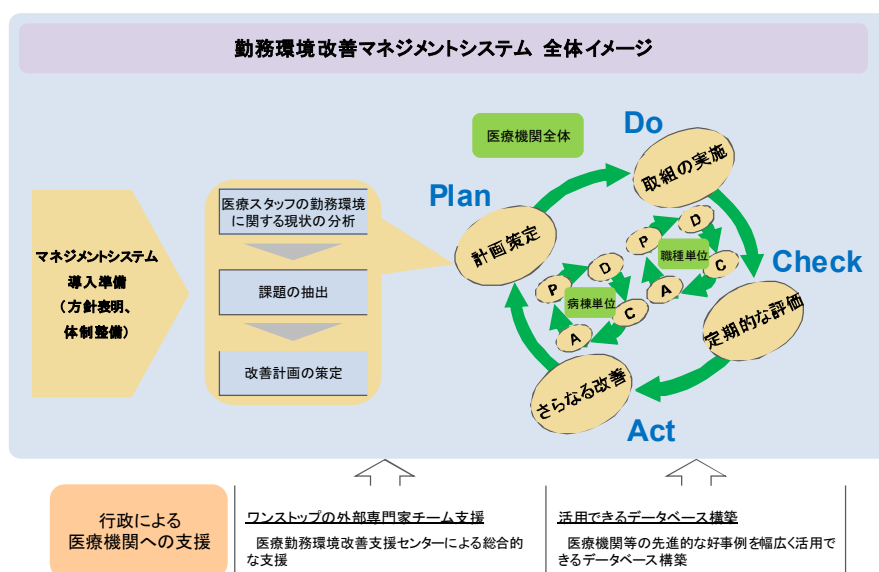 勤務環境改善マネジメントシステム 全体イメージ
マネジメントシステム
導入準備
（方針表明、
体制整備）
医療スタッフの勤務環境
に関する現状の分析
課題の抽出
改善計画の策定
医療機関全体
Plan
計画策定
Do
取組の実施
Check
定期的な評価
Act
さらなる改善
P
D
C
A
病棟単位
P
D
C
A
職種単位
行政による
医療機関への支援
ワンストップの外部専門家チーム支援
医療勤務環境改善支援センターによる総合的
な支援
活用できるデータベース構築
医療機関等の先進的な好事例を幅広く活用で
きるデータベース構築